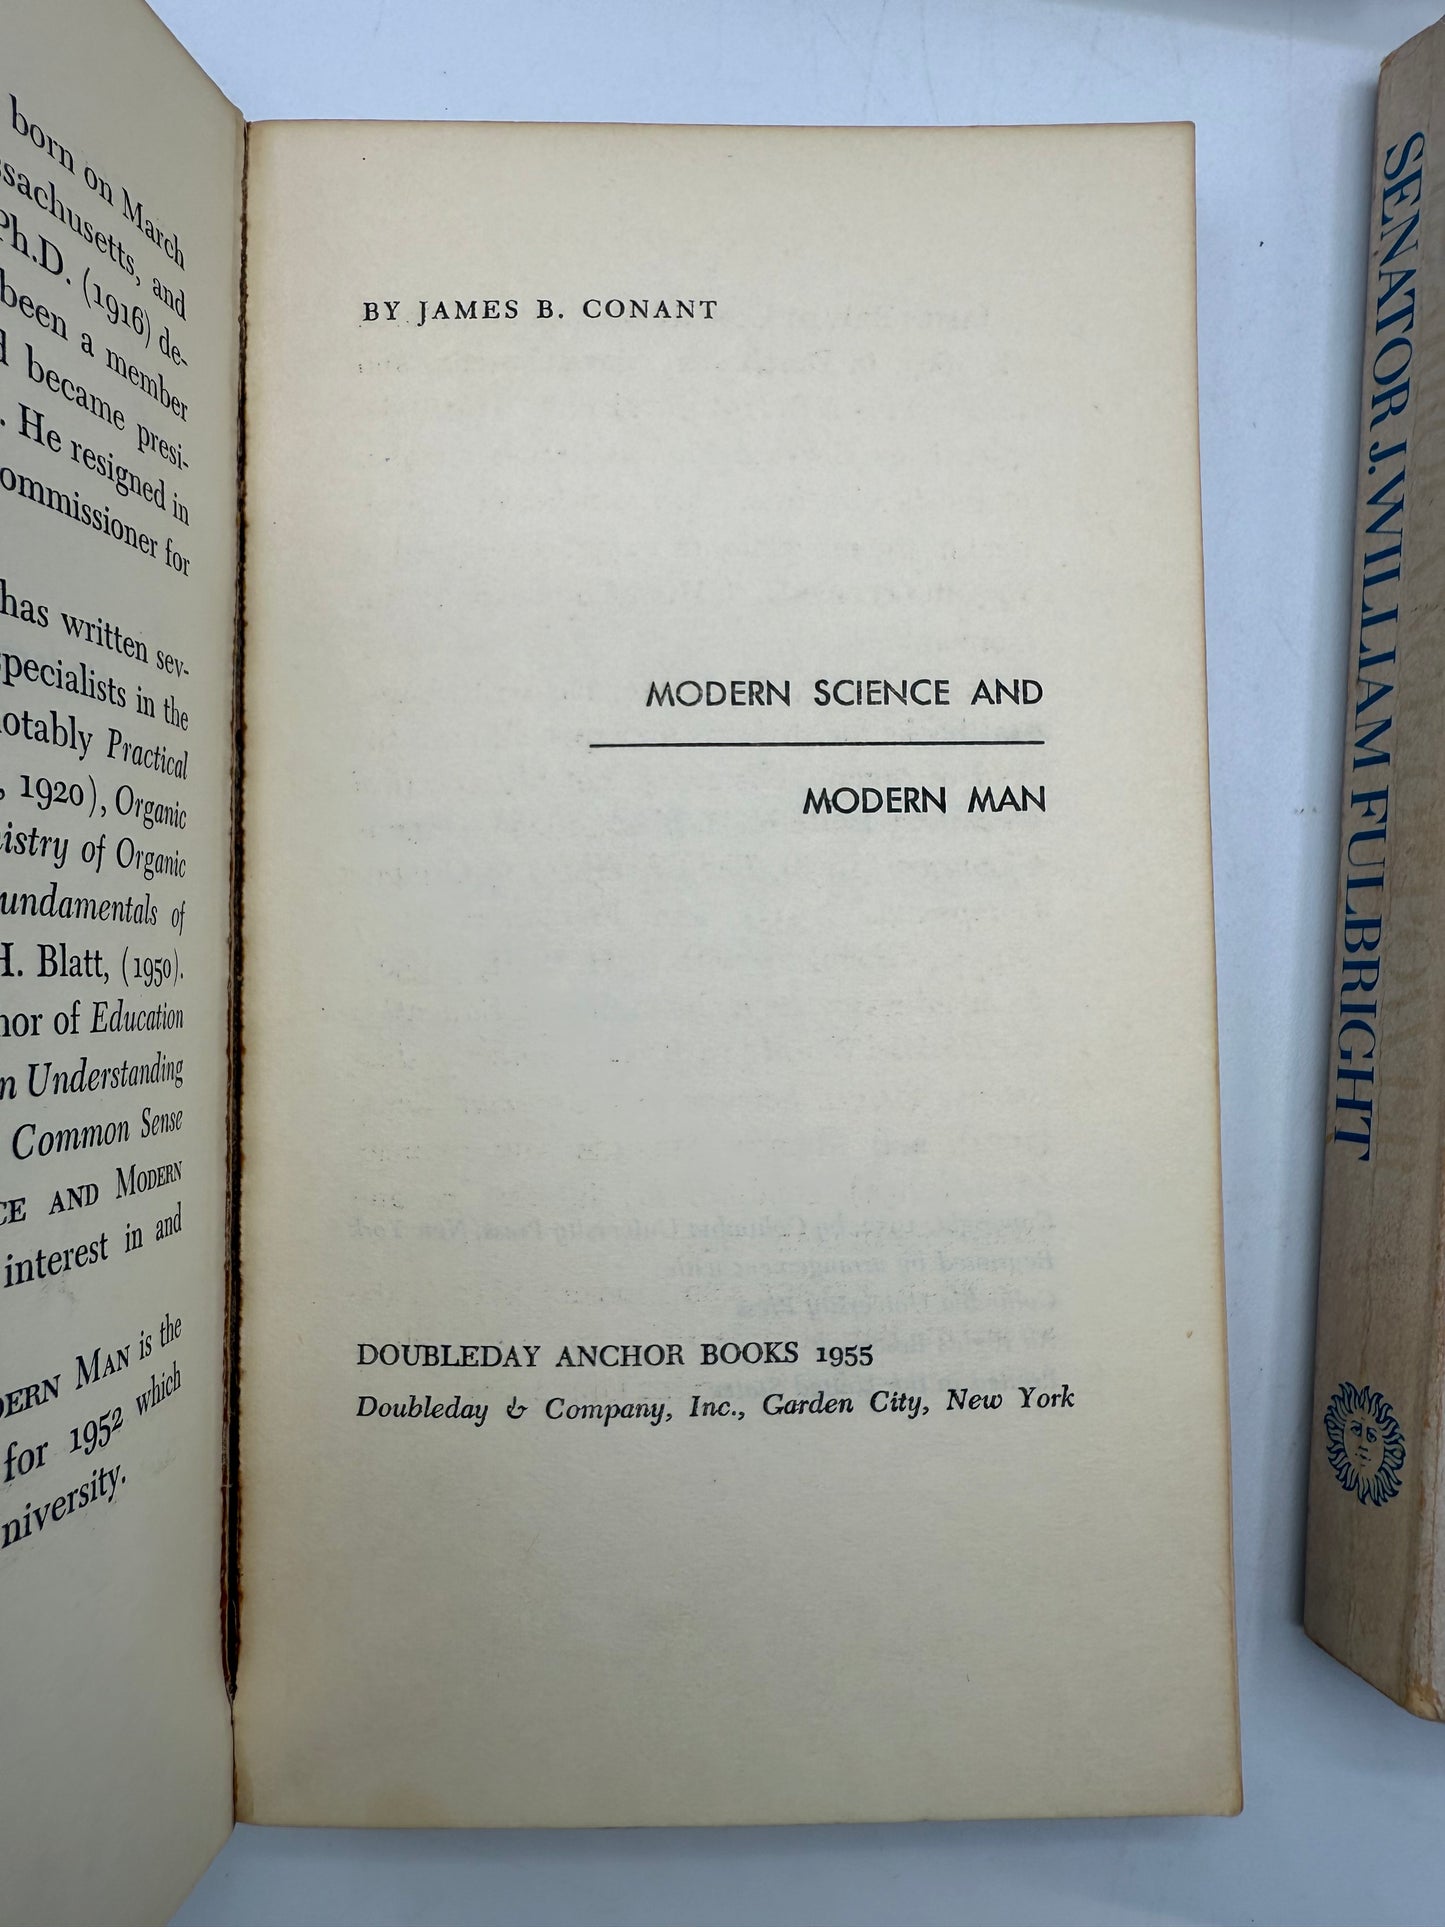 born on March
ssachusetts, and
Ph.D. (1916) de-
been a member
became presi-
. He resigned in
ommissioner for
has written sev-
specialists in the
notably Practical
, 1920), Organic
istry of Organic
undamentals of
H. Blatt, (1950).
hor of Education
n Understanding
Common Sense
CE AND MODERN
interest in and
DERN MAN is the
for 1952 which
niversity.
BY JAMES B. CONANT
MODERN SCIENCE AND
MODERN MAN
DOUBLEDAY ANCHOR BOOKS 1955
Doubleday & Company, Inc., Garden City, New York
SENATOR J. WILLIAM FULBRIGHT